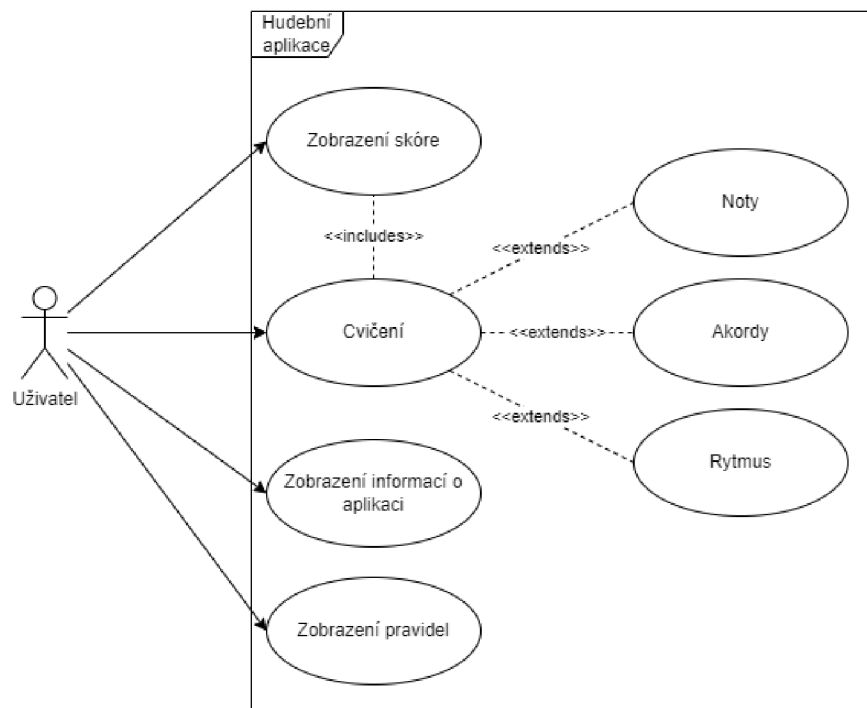 Hudební
aplikace
Zobrazení skóre
Noty
<<includes>>
<<extends>>
Cvičení
<<extends>>
Akordy
Uživatel
<<extends>>
Rytmus
Zobrazení informací o
aplikaci
Zobrazení pravidel